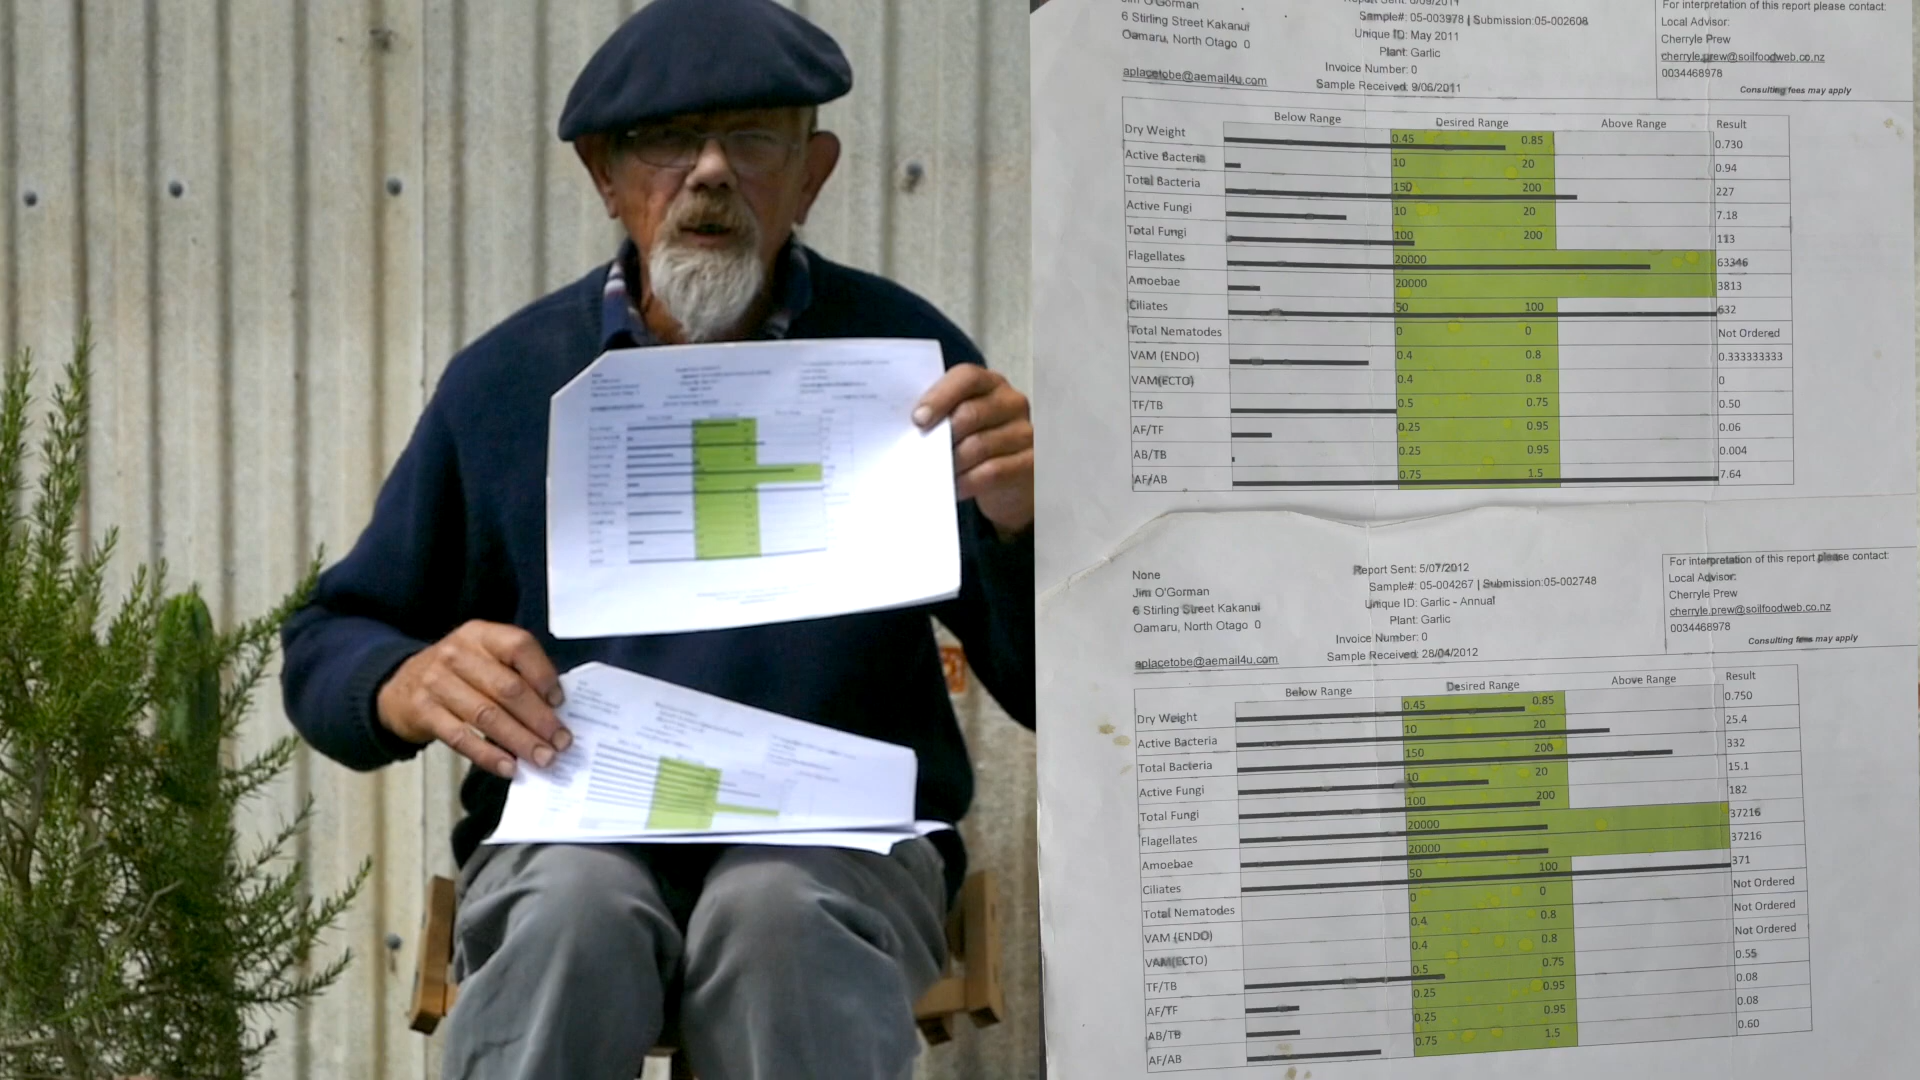 Jim O'Gorman
6 Stirling Street Kakanui
Oamaru, North Otago 0
aplacetobe@aemail4u.com
Report Sent: 6/09/2011
Sample#: 05-003978 | Submission:05-002608
Unique ID: May 2011
Plant: Garlic
Invoice Number: 0
Sample Received: 9/06/2011
For interpretation of this report please contact:
Local Advisor:
Cherryle Prew
cherryle.prew@soilfoodweb.co.nz
0034468978
Consulting fees may apply
Below Range Desired Range Above Range Result
Dry Weight 0.45 0.85 0.730
Active Bacteria 10 20 0.94
Total Bacteria 150 200 227
Active Fungi 10 20 7.18
Total Fungi 100 200 113
Flagellates 20000 63346
Amoebae 20000 3813
Ciliates 50 100 632
Total Nematodes 0 0 Not Ordered
VAM (ENDO) 0.4 0.8 0.333333333
VAM(ECTO) 0.4 0.8 0
TF/TB 0.5 0.75 0.50
AF/TF 0.25 0.95 0.06
AB/TB 0.25 0.95 0.004
AF/AB 0.75 1.5 7.64
None
Jim O'Gorman
6 Stirling Street Kakanui
Oamaru, North Otago 0
aplacetobe@aemail4u.com
Report Sent: 5/07/2012
Sample#: 05-004267 | Submission:05-002748
Unique ID: Garlic - Annual
Plant: Garlic
Invoice Number: 0
Sample Received: 28/04/2012
For interpretation of this report please contact:
Local Advisor:
Cherryle Prew
cherryle.prew@soilfoodweb.co.nz
0034468978
Consulting fees may apply
Below Range Desired Range Above Range Result
Dry Weight 0.45 0.85 0.750
Active Bacteria 10 20 25.4
Total Bacteria 150 200 332
Active Fungi 10 20 15.1
Total Fungi 100 200 182
Flagellates 20000 37216
Amoebae 20000 37216
Ciliates 50 100 371
Total Nematodes 0 0 Not Ordered
VAM (ENDO) 0.4 0.8 Not Ordered
VAM(ECTO) 0.4 0.8 Not Ordered
TF/TB 0.5 0.75 0.55
AF/TF 0.25 0.95 0.08
AB/TB 0.25 0.95 0.08
AF/AB 0.75 1.5 0.60